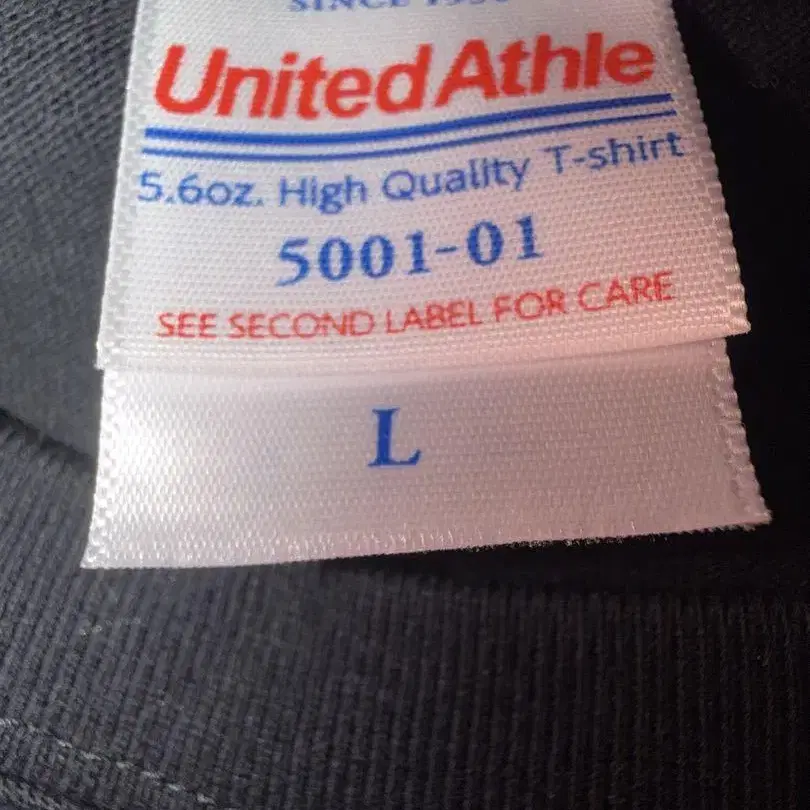 United Athle
5.6oz. High Quality T-shirt
5001-01
SEE SECOND LABEL FOR CARE
L